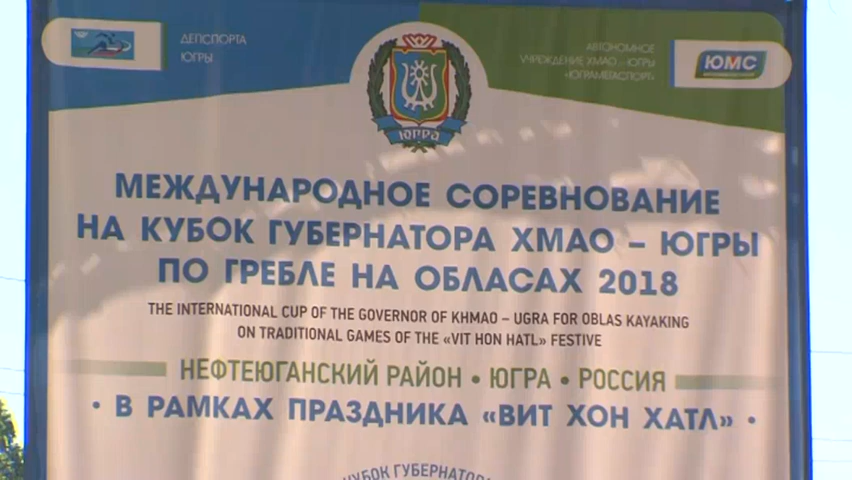 ДЕПСПОРТА
ЮГРЫ
АВТОНОМНОЕ
УЧРЕЖДЕНИЕ ХМАО – ЮГРЫ
«ЮГРАМЕГАСПОРТ»
ЮМС
ЮГРА
МЕЖДУНАРОДНОЕ СОРЕВНОВАНИЕ
НА КУБОК ГУБЕРНАТОРА ХМАО – ЮГРЫ
ПО ГРЕБЛЕ НА ОБЛАСАХ 2018
THE INTERNATIONAL CUP OF THE GOVERNOR OF KHMAO – UGRA FOR OBLAS KAYAKING
ON TRADITIONAL GAMES OF THE «VIT HON HATL» FESTIVE
НЕФТЕЮГАНСКИЙ РАЙОН • ЮГРА • РОССИЯ
• В РАМКАХ ПРАЗДНИКА «ВИТ ХОН ХАТЛ» •
КУБОК ГУБЕРНАТОРА